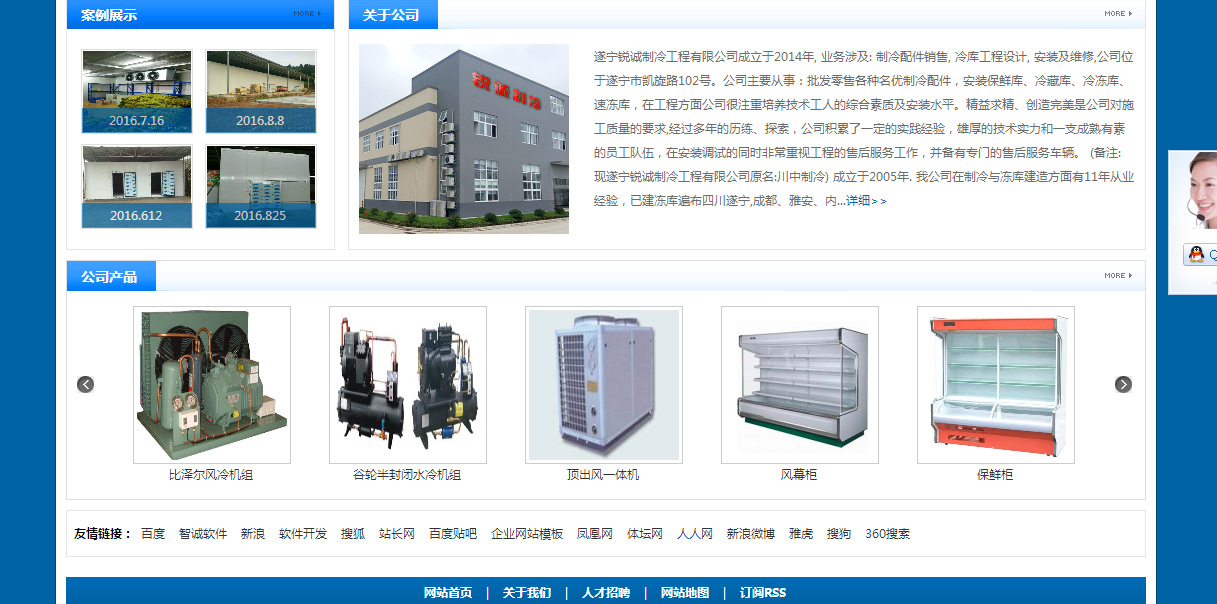 案例展示
MORE
关于公司
MORE
2016.7.16
2016.8.8
2016.612
2016.825
锐诚制冷
遂宁锐诚制冷工程有限公司成立于2014年, 业务涉及: 制冷配件销售, 冷库工程设计, 安装及维修,公司位
于遂宁市凯旋路102号。公司主要从事：批发零售各种名优制冷配件，安装保鲜库、冷藏库、冷冻库、
速冻库，在工程方面公司很注重培养技术工人的综合素质及安装水平。精益求精、创造完美是公司对施
工质量的要求,经过多年的历练、探索，公司积累了一定的实践经验，雄厚的技术实力和一支成熟有素
的员工队伍，在安装调试的同时非常重视工程的售后服务工作，并备有专门的售后服务车辆。 (备注:
现遂宁锐诚制冷工程有限公司原名:川中制冷) 成立于2005年. 我公司在制冷与冻库建造方面有11年从业
经验，已建冻库遍布四川遂宁,成都、雅安、内...详细>>
公司产品
MORE
比泽尔风冷机组
谷轮半封闭水冷机组
顶出风一体机
风幕柜
保鲜柜
友情链接： 百度 智诚软件 新浪 软件开发 搜狐 站长网 百度贴吧 企业网站模板 凤凰网 体坛网 人人网 新浪微博 雅虎 搜狗 360搜索
网站首页 | 关于我们 | 人才招聘 | 网站地图 | 订阅RSS